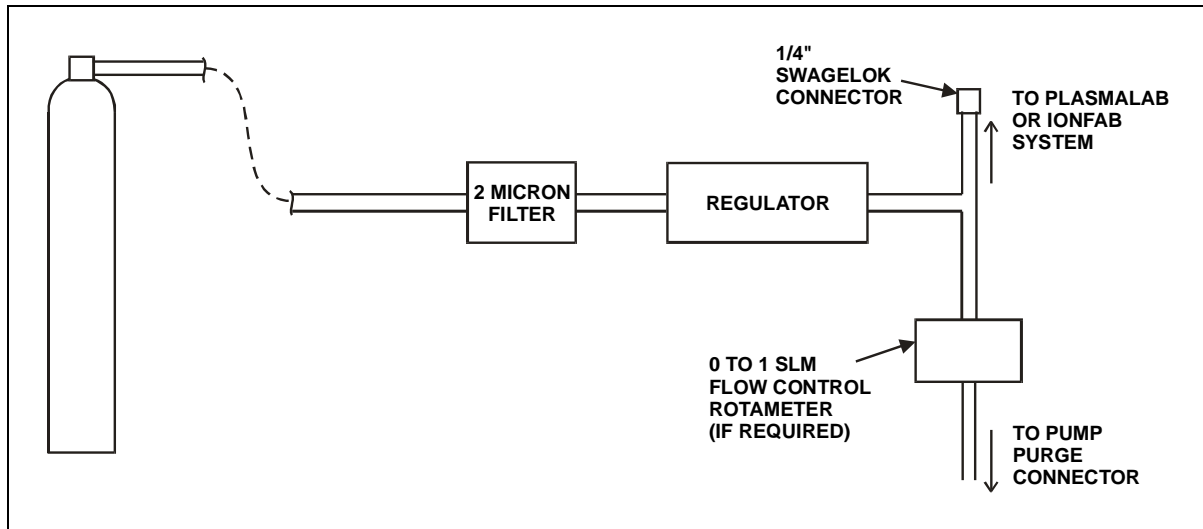 1/4"
SWAGELOK
CONNECTOR
TO PLASMALAB
OR IONFAB
SYSTEM
2 MICRON
FILTER
REGULATOR
0 TO 1 SLM
FLOW CONTROL
ROTAMETER
(IF REQUIRED)
TO PUMP
PURGE
CONNECTOR